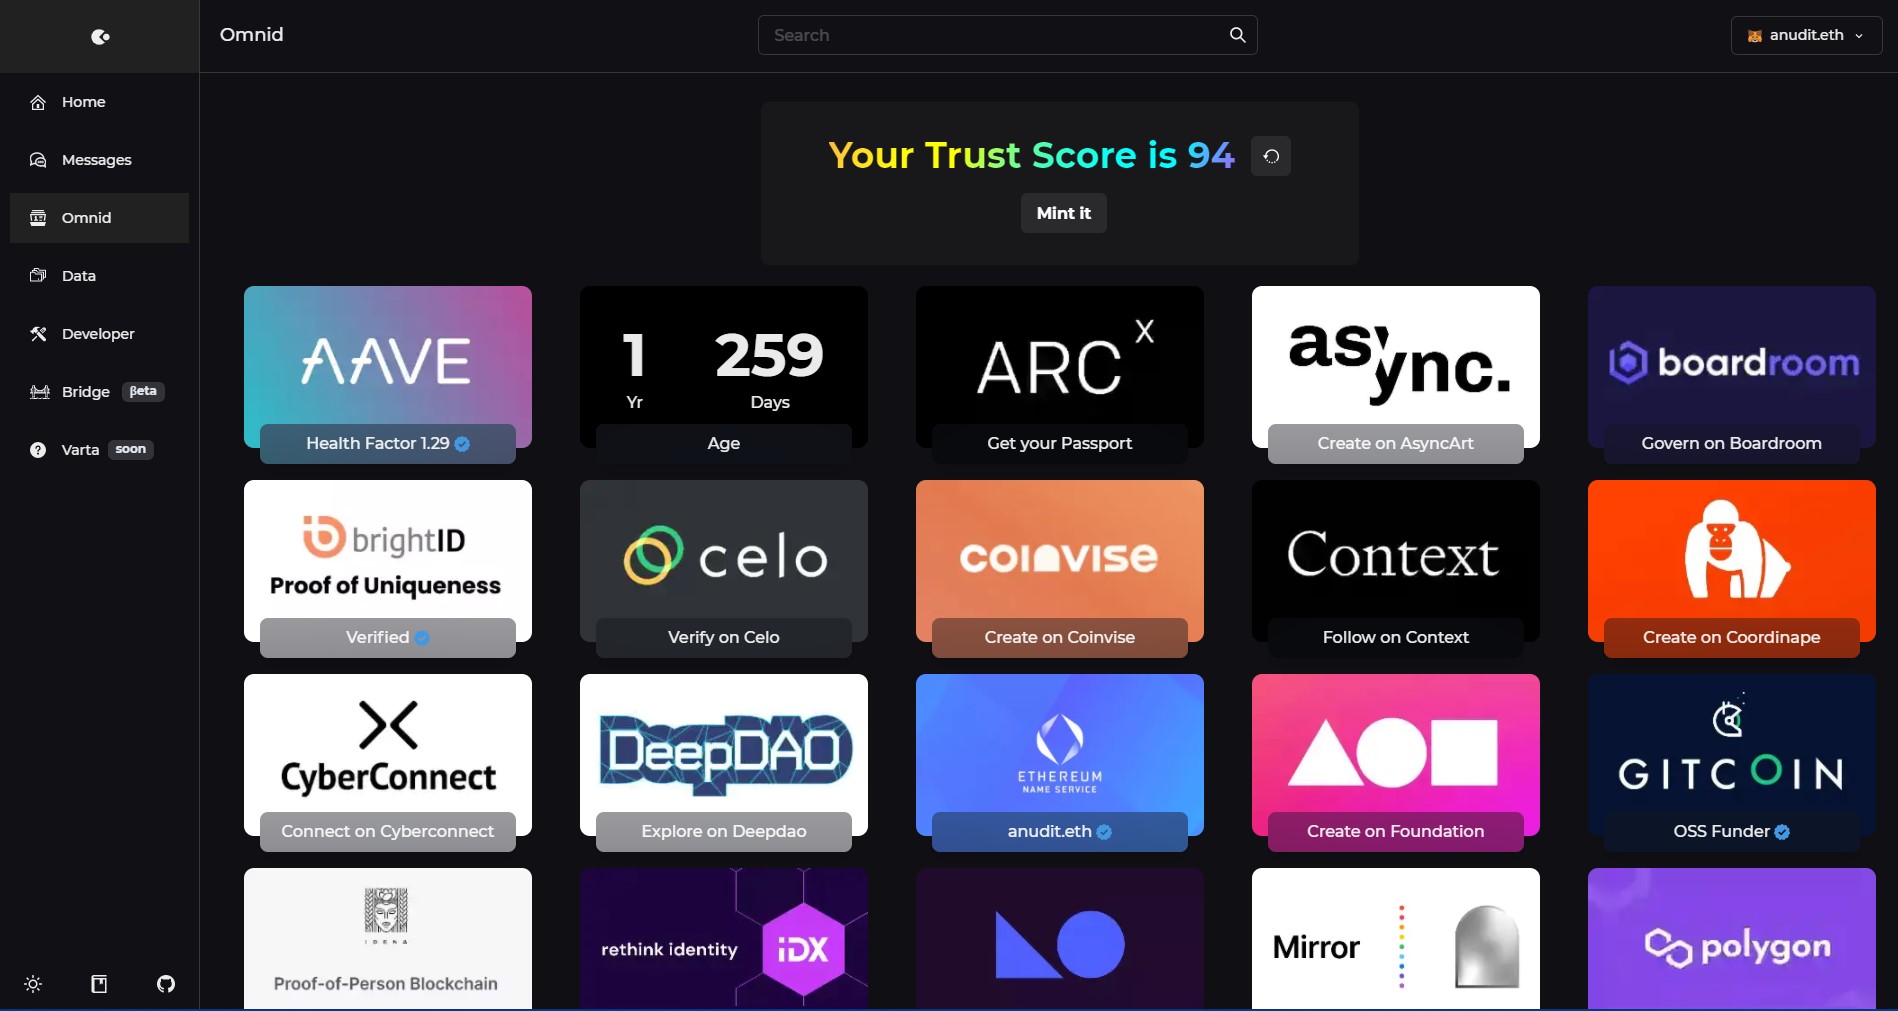 Omnid
Search
anudit.eth
Home
Messages
Omnid
Data
Developer
Bridge βeta
Varta soon
Your Trust Score is 94
Mint it
AAVE
Health Factor 1.29
1 259
Yr Days
Age
ARC X
Get your Passport
async.
Create on AsyncArt
boardroom
Govern on Boardroom
brightID
Proof of Uniqueness
Verified
celo
Verify on Celo
coinvise
Create on Coinvise
Context
Follow on Context
Create on Coordinape
CyberConnect
Connect on Cyberconnect
DeepDAO
Explore on Deepdao
ETHEREUM
NAME SERVICE
anudit.eth
Create on Foundation
GITCOIN
OSS Funder
IDENA
Proof-of-Person Blockchain
rethink identity
iDX
Mirror
polygon